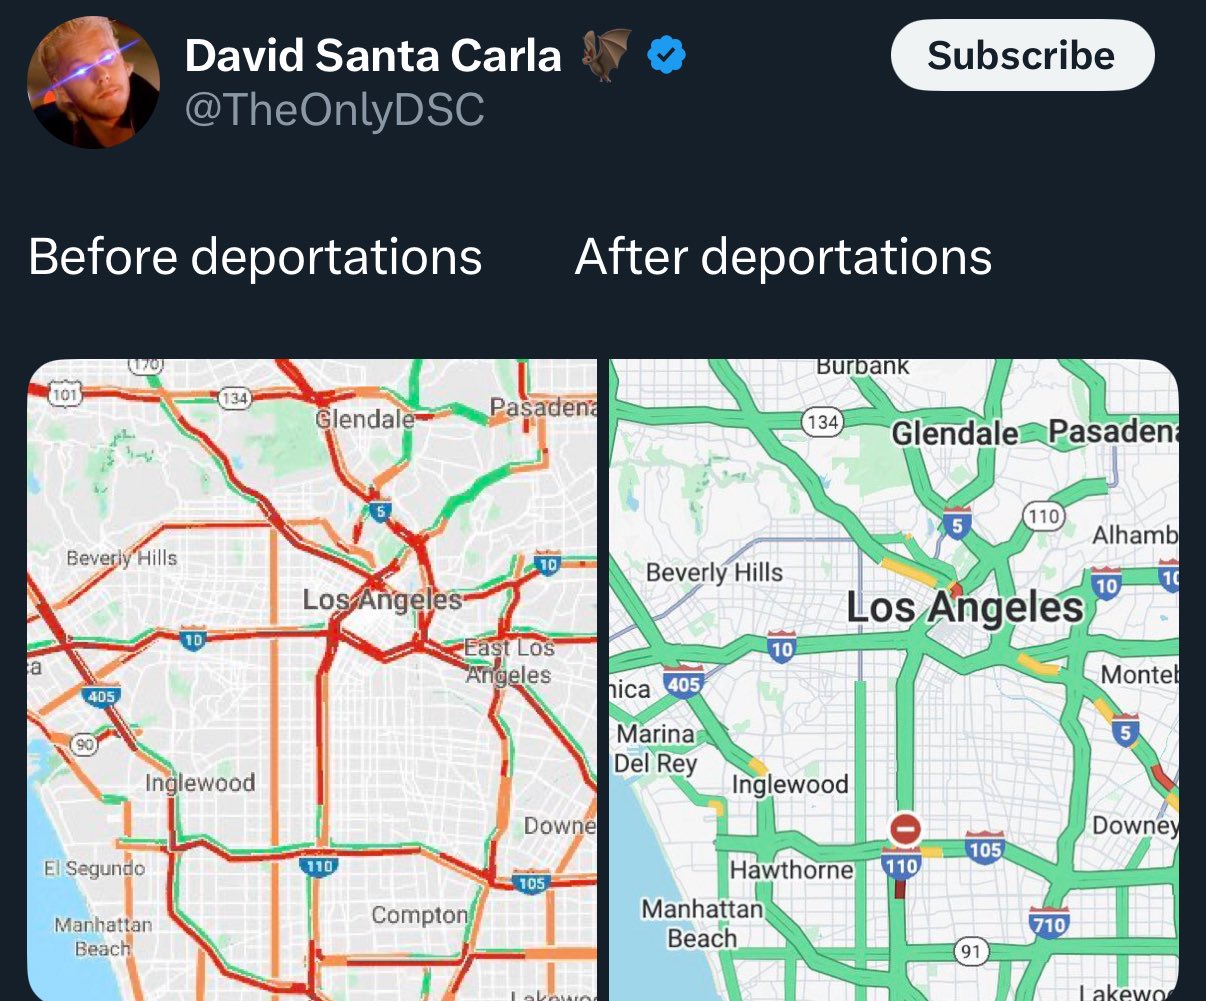 David Santa Carla
Subscribe
@TheOnlyDSC
Before deportations
After deportations
170
101
134
Glendale
Pasadena
5
Beverly Hills
10
Los Angeles
10
East Los
Angeles
405
90
Inglewood
Downe
El Segundo
110
105
Manhattan
Beach
Compton
Lakewo
Burbank
134
Glendale
Pasaden
5
110
Alhamb
Beverly Hills
10
10
Los Angeles
10
nica
405
Monteb
Marina
Del Rey
5
Inglewood
Downey
105
Hawthorne
110
Manhattan
Beach
710
91
Lakewo